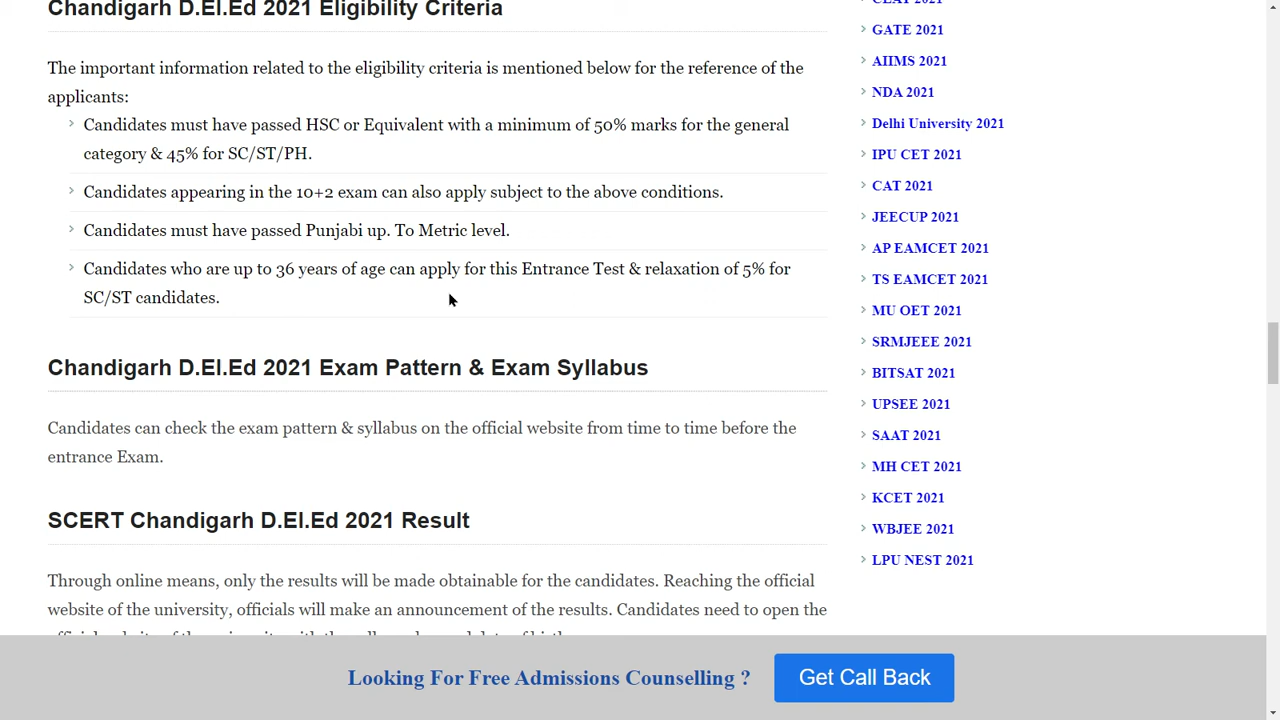 Chandigarh D.El.Ed 2021 Eligibility Criteria
The important information related to the eligibility criteria is mentioned below for the reference of the
applicants:
Candidates must have passed HSC or Equivalent with a minimum of 50% marks for the general
category & 45% for SC/ST/PH.
Candidates appearing in the 10+2 exam can also apply subject to the above conditions.
Candidates must have passed Punjabi up. To Metric level.
Candidates who are up to 36 years of age can apply for this Entrance Test & relaxation of 5% for
SC/ST candidates.
Chandigarh D.El.Ed 2021 Exam Pattern & Exam Syllabus
Candidates can check the exam pattern & syllabus on the official website from time to time before the
entrance Exam.
SCERT Chandigarh D.El.Ed 2021 Result
Through online means, only the results will be made obtainable for the candidates. Reaching the official
website of the university, officials will make an announcement of the results. Candidates need to open the
CLAT 2021
GATE 2021
AIIMS 2021
NDA 2021
Delhi University 2021
IPU CET 2021
CAT 2021
JEECUP 2021
AP EAMCET 2021
TS EAMCET 2021
MU OET 2021
SRMJEEE 2021
BITSAT 2021
UPSEE 2021
SAAT 2021
MH CET 2021
KCET 2021
WBJEE 2021
LPU NEST 2021
Looking For Free Admissions Counselling ?
Get Call Back